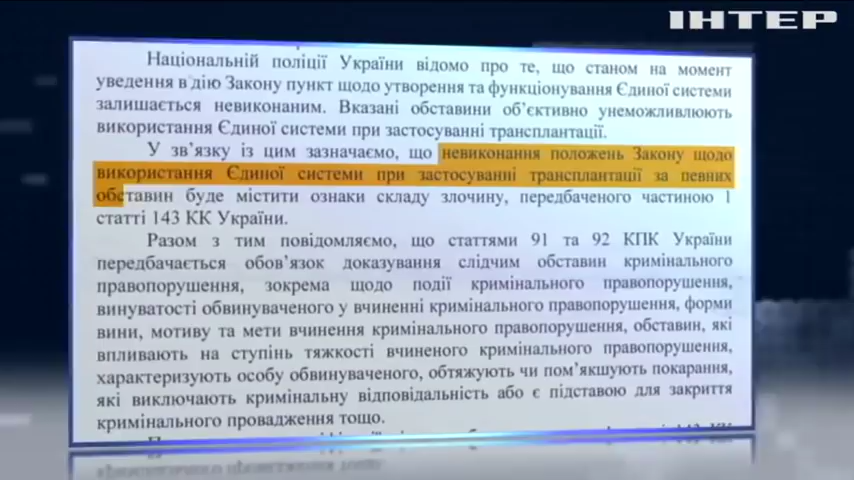 ІНТЕР
Національній поліції України відомо про те, що станом на момент
уведення в дію Закону пункт щодо утворення та функціонування Єдиної системи
залишається невиконаним. Вказані обставини об'єктивно унеможливлюють
використання Єдиної системи при застосуванні трансплантації.
У зв'язку із цим зазначаємо, що невиконання положень Закону щодо
використання Єдиної системи при застосуванні трансплантації за певних
обставин буде містити ознаки складу злочину, передбаченого частиною 1
статті 143 КК України.
Разом з тим повідомляємо, що статтями 91 та 92 КПК України
передбачається обов'язок доказування слідчим обставин кримінального
правопорушення, зокрема щодо події кримінального правопорушення,
винуватості обвинуваченого у вчиненні кримінального правопорушення, форми
вини, мотиву та мети вчинення кримінального правопорушення, обставин, які
впливають на ступінь тяжкості вчиненого кримінального правопорушення,
характеризують особу обвинуваченого, обтяжують чи пом'якшують покарання,
які виключають кримінальну відповідальність або є підставою для закриття
кримінального провадження тощо.